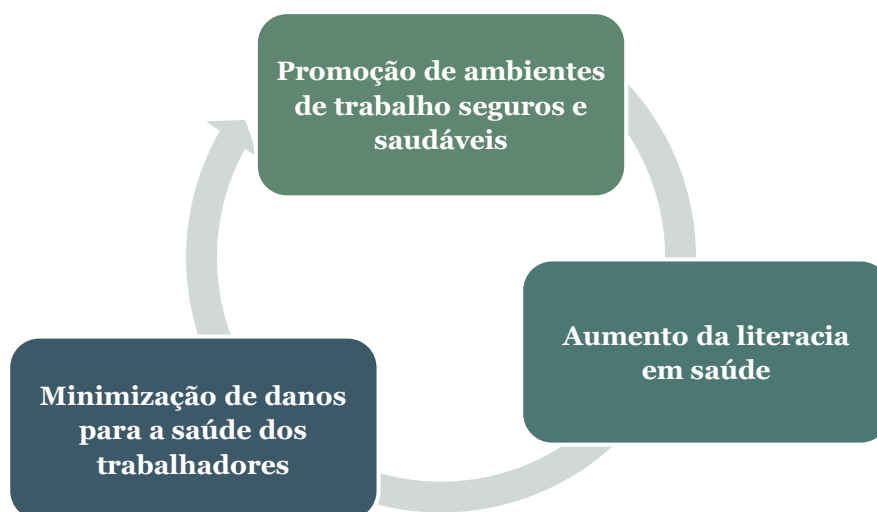 Promoção de ambientes
de trabalho seguros e
saudáveis
Aumento da literacia
em saúde
Minimização de danos
para a saúde dos
trabalhadores